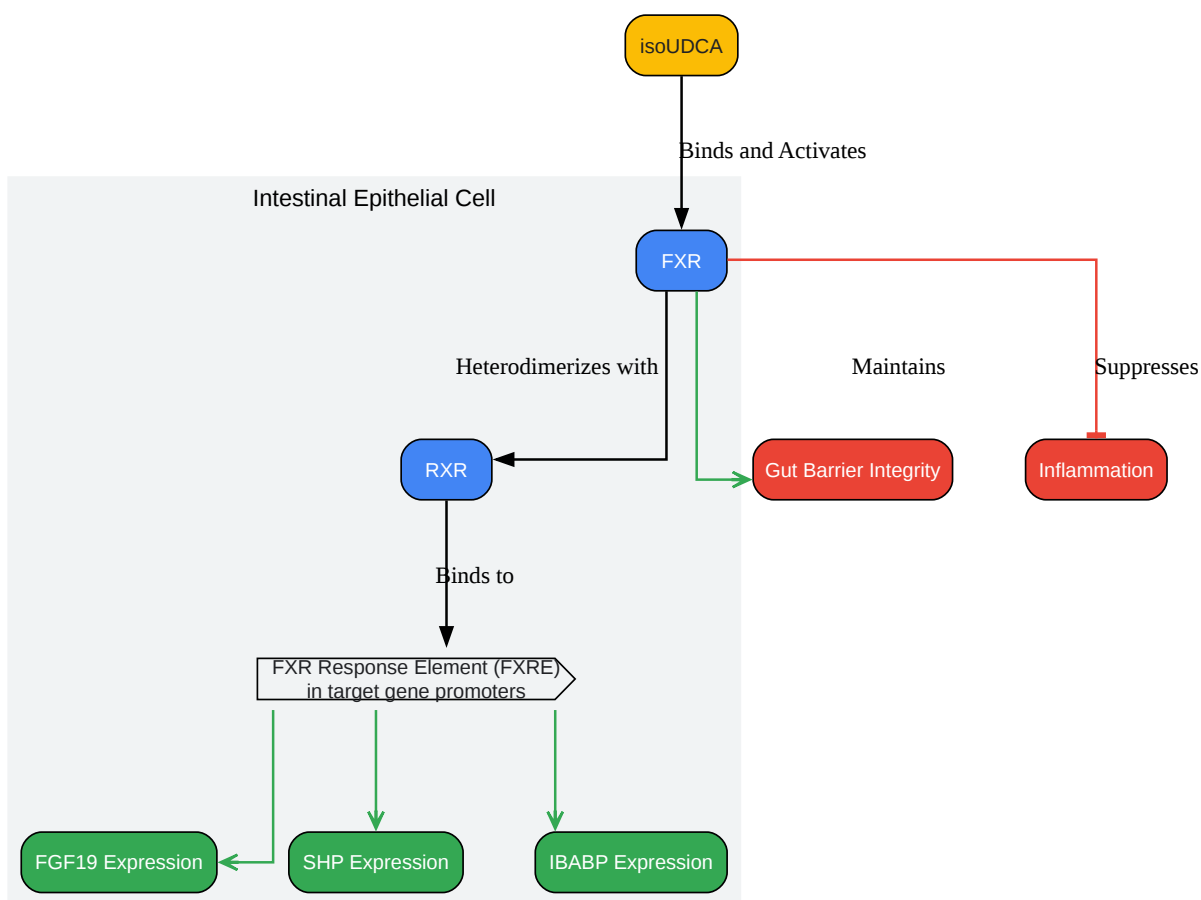 isoUDCA
Binds and Activates
Intestinal Epithelial Cell
FXR
Heterodimerizes with
Maintains
Suppresses
RXR
Gut Barrier Integrity
Inflammation
Binds to
FXR Response Element (FXRE)
in target gene promoters
FGF19 Expression
SHP Expression
IBABP Expression